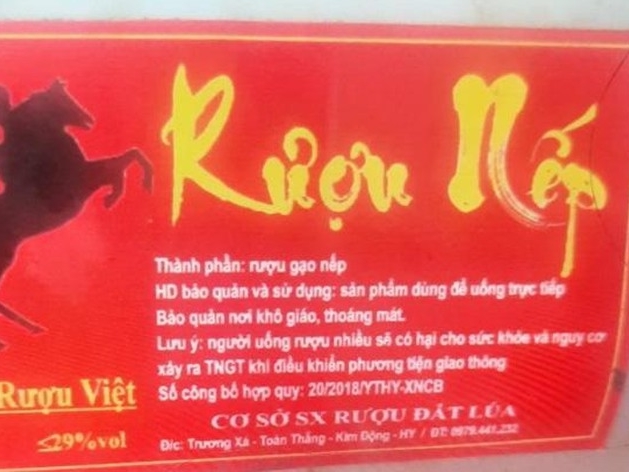 Rượu Nếp
Thành phần: rượu gạo nếp
HD bảo quản và sử dụng: sản phẩm dùng để uống trực tiếp
Bảo quản nơi khô giáo, thoáng mát.
Lưu ý: người uống rượu nhiều sẽ có hại cho sức khỏe và nguy cơ
xảy ra TNGT khi điều khiển phương tiện giao thông
Số công bố hợp quy: 20/2018/YTHY-XNCB
Rượu Việt
≤29%vol
CƠ SỞ SX RƯỢU ĐẤT LÚA
Đ/c: Trương Xá - Toàn Thắng - Kim Động - HY / ĐT: 0979.441.232